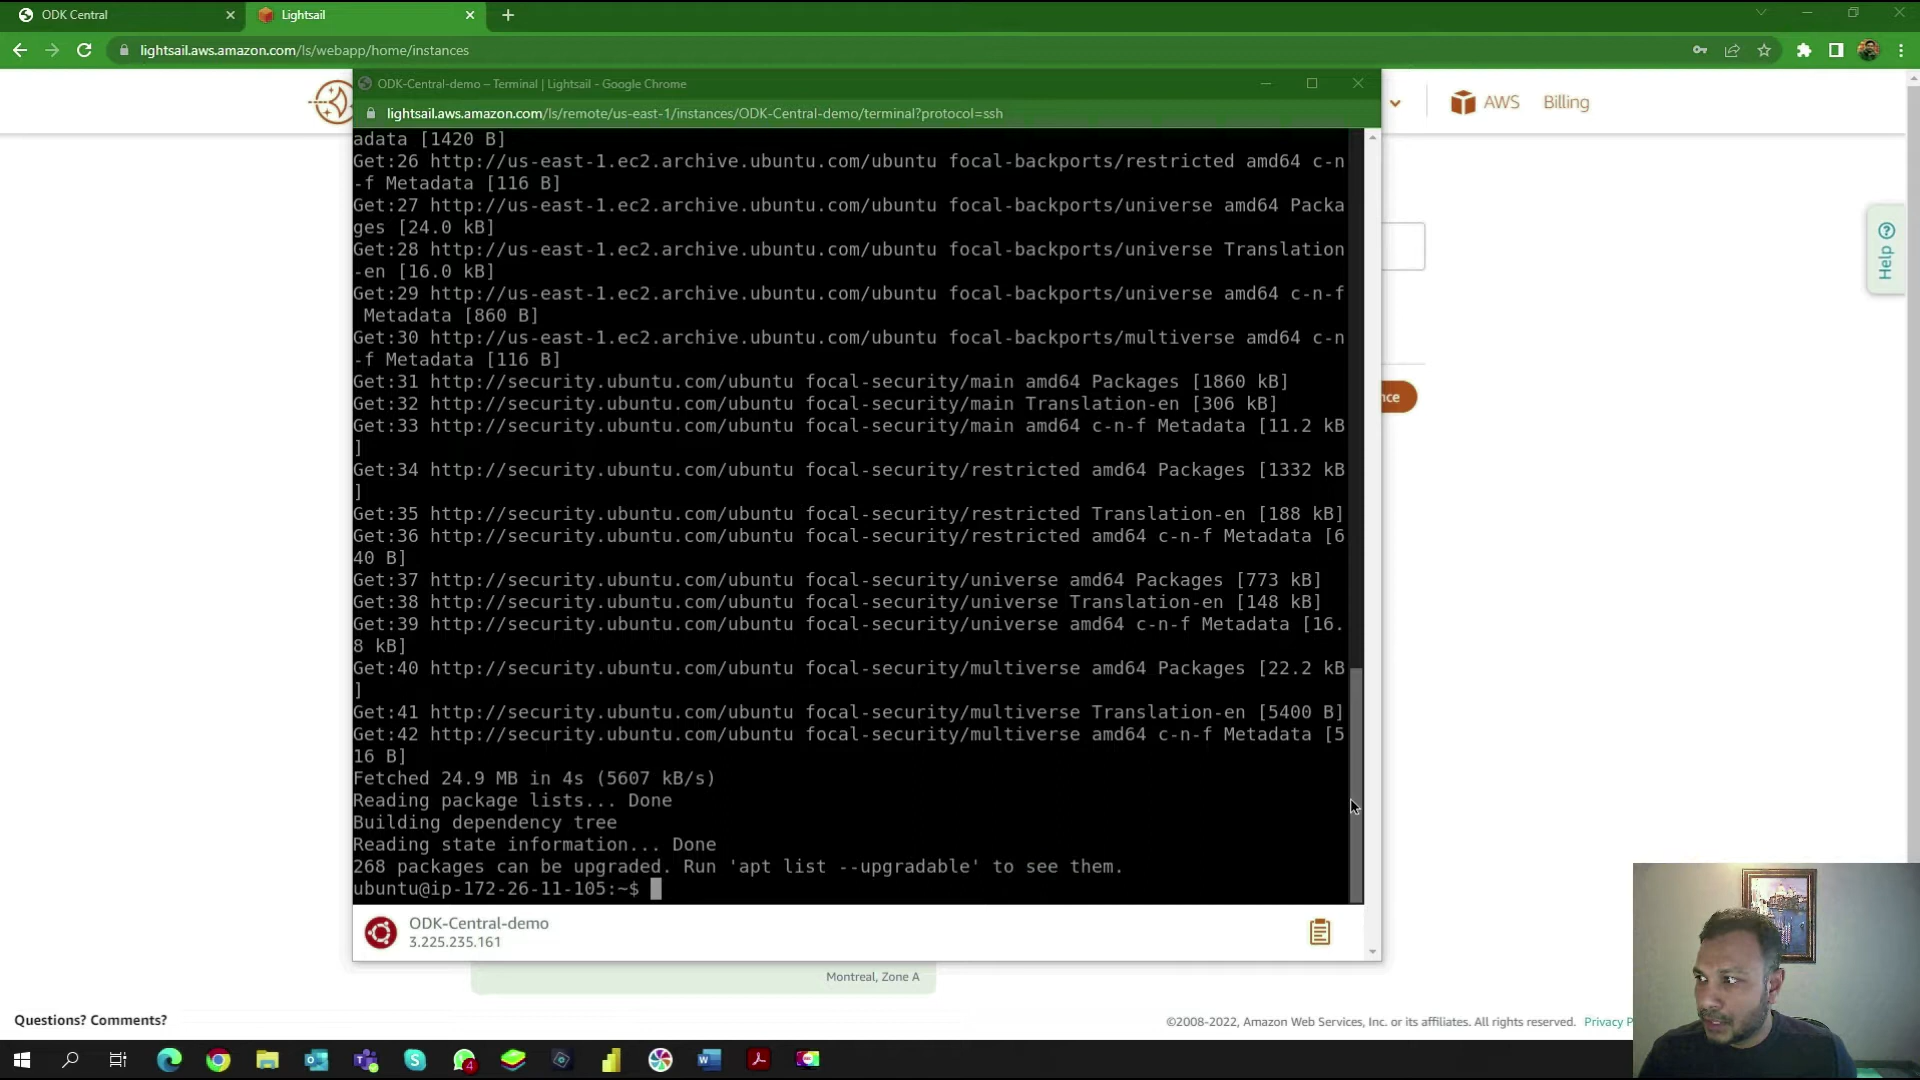 ODK Central
Lightsail
lightsail.aws.amazon.com/ls/webapp/home/instances
ODK-Central-demo – Terminal | Lightsail - Google Chrome
lightsail.aws.amazon.com/ls/remote/us-east-1/instances/ODK-Central-demo/terminal?protocol=ssh
AWS
Billing
Help
nce
adata [1420 B]
Get:26 http://us-east-1.ec2.archive.ubuntu.com/ubuntu focal-backports/restricted amd64 c-n
-f Metadata [116 B]
Get:27 http://us-east-1.ec2.archive.ubuntu.com/ubuntu focal-backports/universe amd64 Packa
ges [24.0 kB]
Get:28 http://us-east-1.ec2.archive.ubuntu.com/ubuntu focal-backports/universe Translation
-en [16.0 kB]
Get:29 http://us-east-1.ec2.archive.ubuntu.com/ubuntu focal-backports/universe amd64 c-n-f
 Metadata [860 B]
Get:30 http://us-east-1.ec2.archive.ubuntu.com/ubuntu focal-backports/multiverse amd64 c-n
-f Metadata [116 B]
Get:31 http://security.ubuntu.com/ubuntu focal-security/main amd64 Packages [1860 kB]
Get:32 http://security.ubuntu.com/ubuntu focal-security/main Translation-en [306 kB]
Get:33 http://security.ubuntu.com/ubuntu focal-security/main amd64 c-n-f Metadata [11.2 kB
]
Get:34 http://security.ubuntu.com/ubuntu focal-security/restricted amd64 Packages [1332 kB
]
Get:35 http://security.ubuntu.com/ubuntu focal-security/restricted Translation-en [188 kB]
Get:36 http://security.ubuntu.com/ubuntu focal-security/restricted amd64 c-n-f Metadata [6
40 B]
Get:37 http://security.ubuntu.com/ubuntu focal-security/universe amd64 Packages [773 kB]
Get:38 http://security.ubuntu.com/ubuntu focal-security/universe Translation-en [148 kB]
Get:39 http://security.ubuntu.com/ubuntu focal-security/universe amd64 c-n-f Metadata [16.
8 kB]
Get:40 http://security.ubuntu.com/ubuntu focal-security/multiverse amd64 Packages [22.2 kB
]
Get:41 http://security.ubuntu.com/ubuntu focal-security/multiverse Translation-en [5400 B]
Get:42 http://security.ubuntu.com/ubuntu focal-security/multiverse amd64 c-n-f Metadata [5
16 B]
Fetched 24.9 MB in 4s (5607 kB/s)
Reading package lists... Done
Building dependency tree
Reading state information... Done
268 packages can be upgraded. Run 'apt list --upgradable' to see them.
ubuntu@ip-172-26-11-105:~$
ODK-Central-demo
3.225.235.161
Montreal, Zone A
Questions? Comments?
©2008-2022, Amazon Web Services, Inc. or its affiliates. All rights reserved.
Privacy P
4